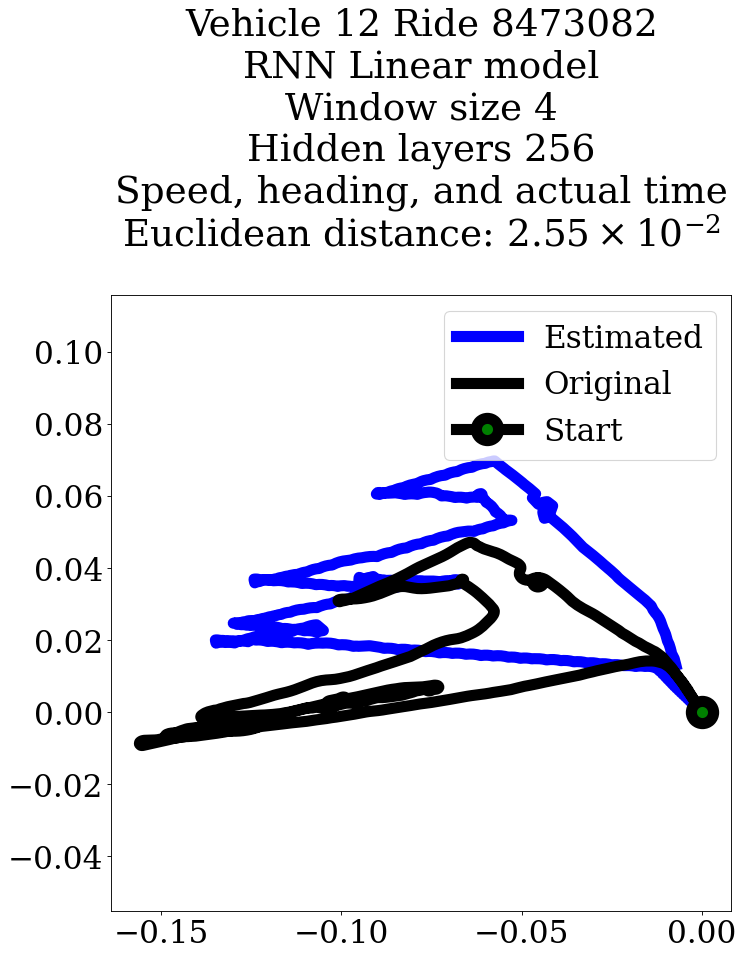 Vehicle 12 Ride 8473082
RNN Linear model
Window size 4
Hidden layers 256
Speed, heading, and actual time
Euclidean distance: 2.55 × 10⁻²
Estimated
Original
Start
0.10
0.08
0.06
0.04
0.02
0.00
−0.02
−0.04
−0.15
−0.10
−0.05
0.00